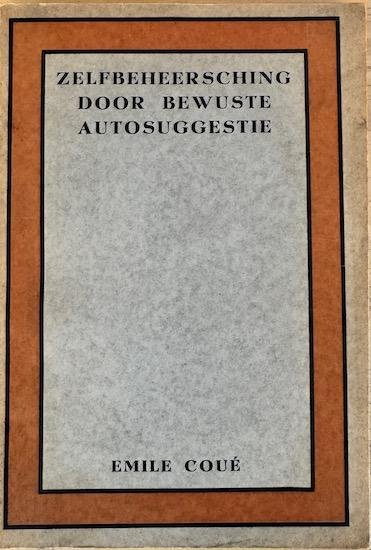 ZELFBEHEERSCHING
DOOR BEWUSTE
AUTOSUGGESTIE
EMILE COUÉ